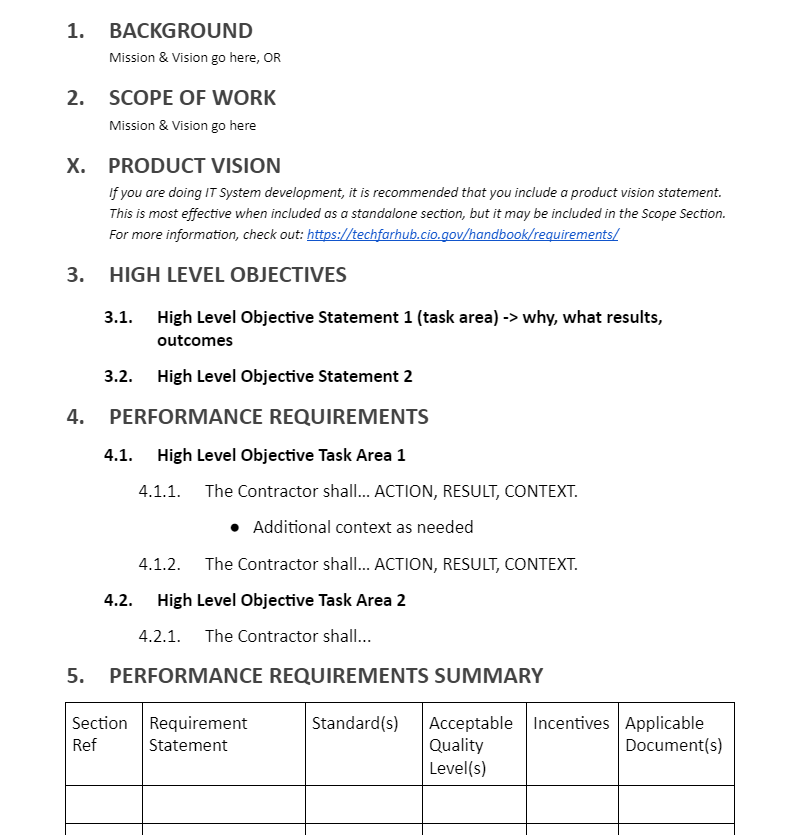 1. BACKGROUND
Mission & Vision go here, OR
2. SCOPE OF WORK
Mission & Vision go here
X. PRODUCT VISION
If you are doing IT System development, it is recommended that you include a product vision statement.
This is most effective when included as a standalone section, but it may be included in the Scope Section.
For more information, check out: https://techfarhub.cio.gov/handbook/requirements/
3. HIGH LEVEL OBJECTIVES
3.1. High Level Objective Statement 1 (task area) -> why, what results,
outcomes
3.2. High Level Objective Statement 2
4. PERFORMANCE REQUIREMENTS
4.1. High Level Objective Task Area 1
4.1.1. The Contractor shall... ACTION, RESULT, CONTEXT.
● Additional context as needed
4.1.2. The Contractor shall... ACTION, RESULT, CONTEXT.
4.2. High Level Objective Task Area 2
4.2.1. The Contractor shall...
5. PERFORMANCE REQUIREMENTS SUMMARY
Section Requirement Standard(s) Acceptable Incentives Applicable
Ref Statement Quality Document(s)
Level(s)